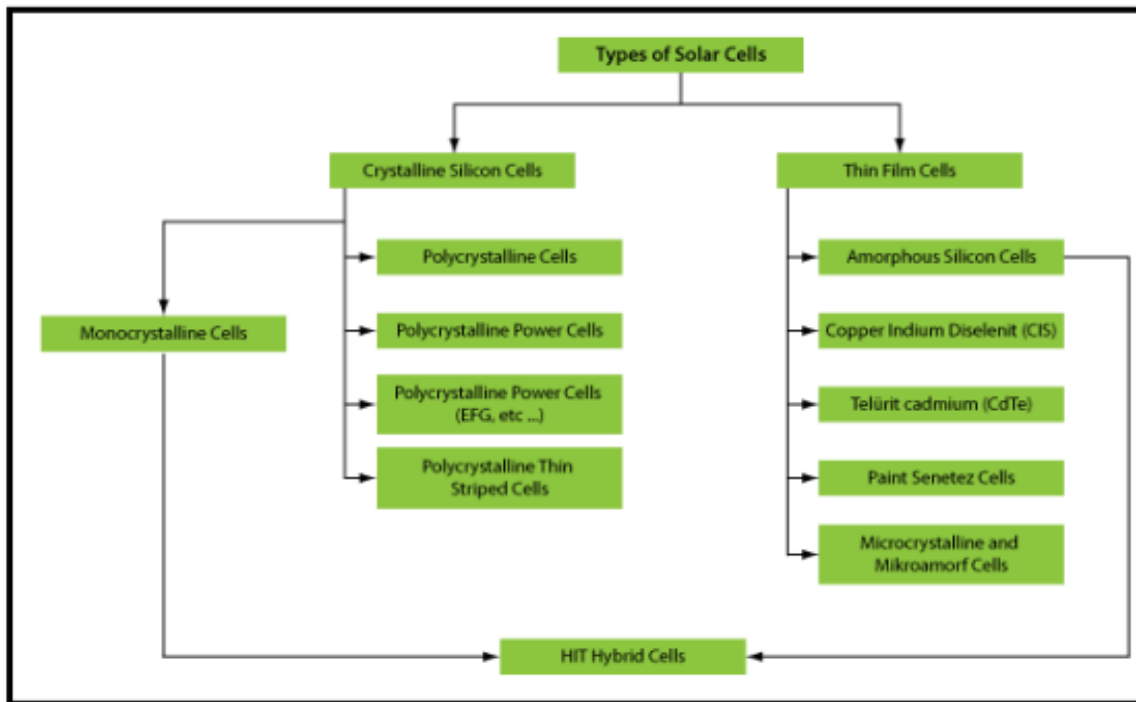 Types of Solar Cells
Crystalline Silicon Cells
Thin Film Cells
Polycrystalline Cells
Amorphous Silicon Cells
Monocrystalline Cells
Polycrystalline Power Cells
Copper Indium Diselenit (CIS)
Polycrystalline Power Cells
(EFG, etc ...)
Telürit cadmium (CdTe)
Polycrystalline Thin
Striped Cells
Paint Senetez Cells
Microcrystalline and
Mikroamorf Cells
HIT Hybrid Cells